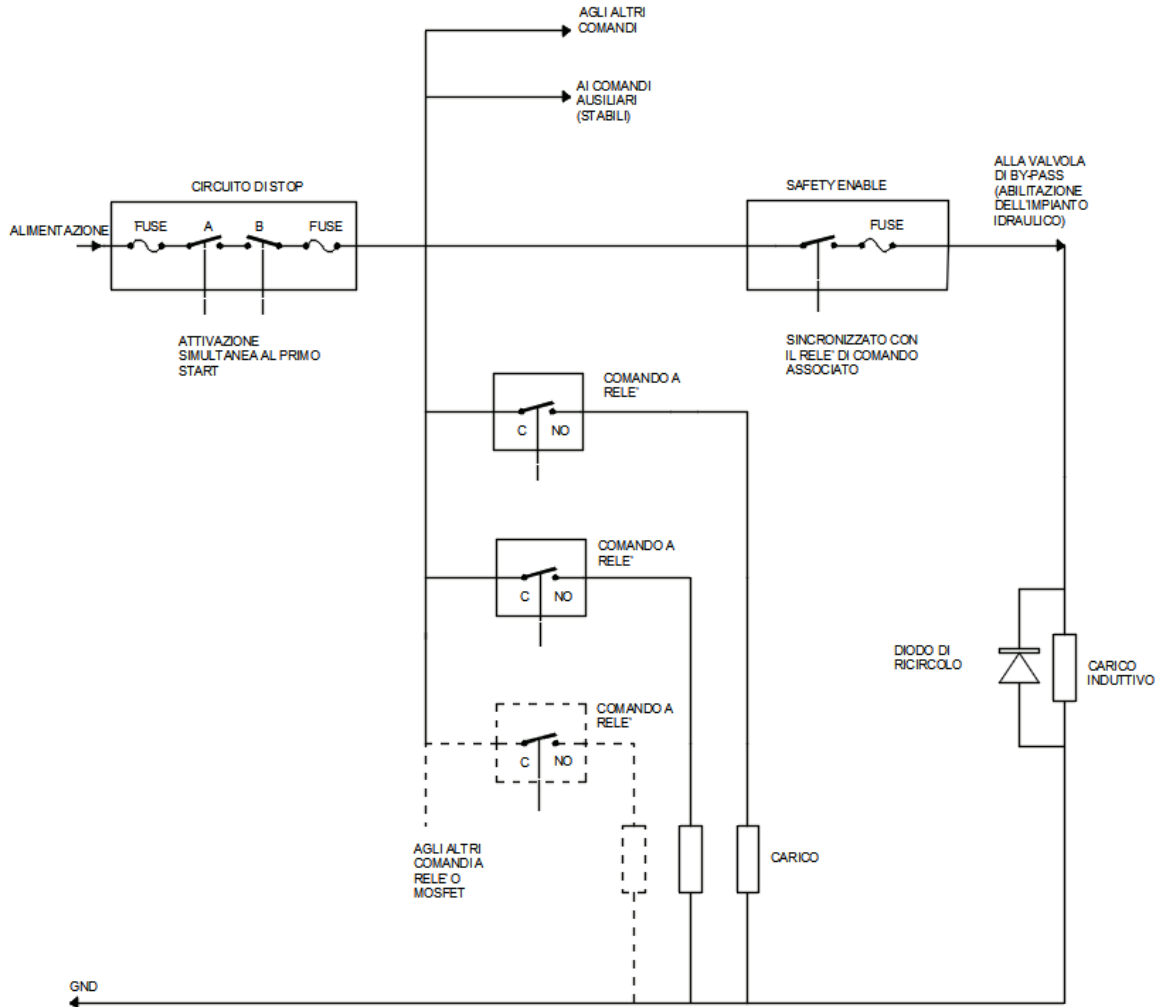 AGLI ALTRI
COMANDI
AI COMANDI
AUSILIARI
(STABILI)
CIRCUITO DI STOP
SAFETY ENABLE
ALLA VALVOLA
DI BY-PASS
(ABILITAZIONE
DELL'IMPIANTO
IDRAULICO)
ALIMENTAZIONE
FUSE
A
B
FUSE
FUSE
ATTIVAZIONE
SIMULTANEA AL PRIMO
START
SINCRONIZZATO CON
IL RELE' DI COMANDO
ASSOCIATO
COMANDO A
RELE'
C
NO
COMANDO A
RELE'
C
NO
DIODO DI
RICIRCOLO
CARICO
INDUTTIVO
COMANDO A
RELE'
C
NO
AGLI ALTRI
COMANDI A
RELE' O
MOSFET
CARICO
GND